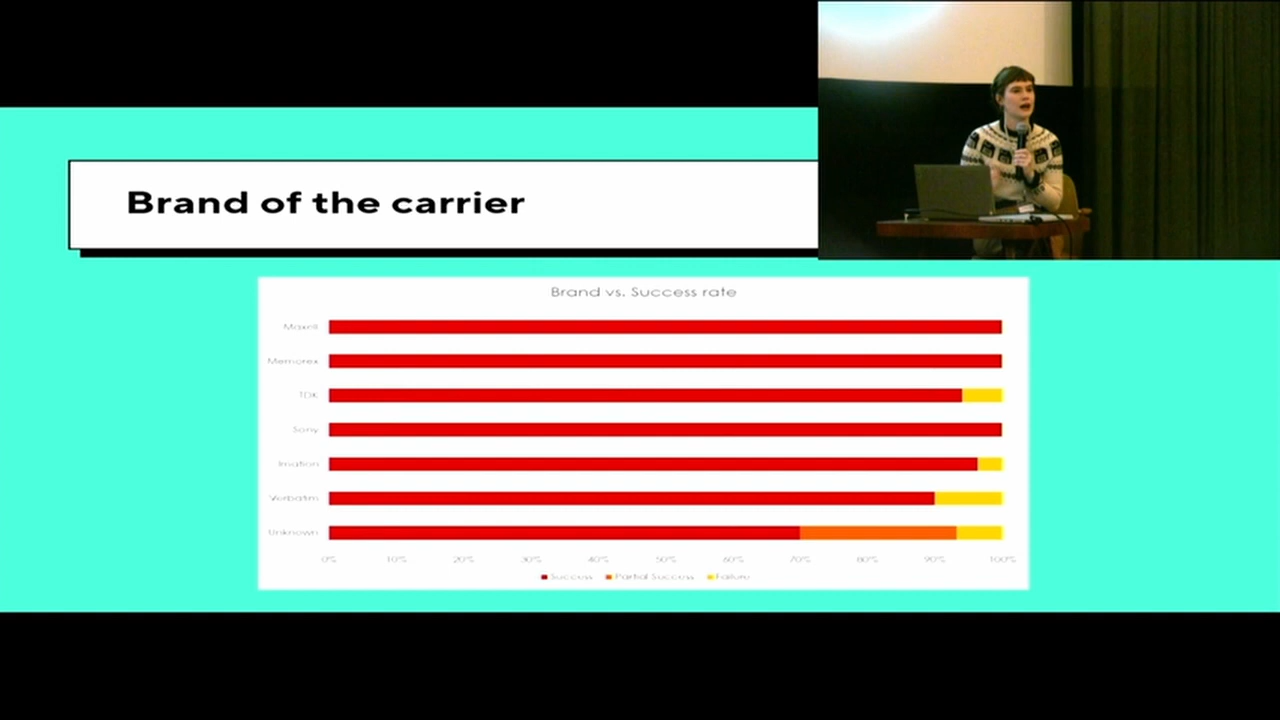 Brand of the carrier
Brand vs. Success rate
Maxell
Memorex
TDK
Sony
Imation
Verbatim
Unknown
0% 10% 20% 30% 40% 50% 60% 70% 80% 90% 100%
Success Partial Success Failure